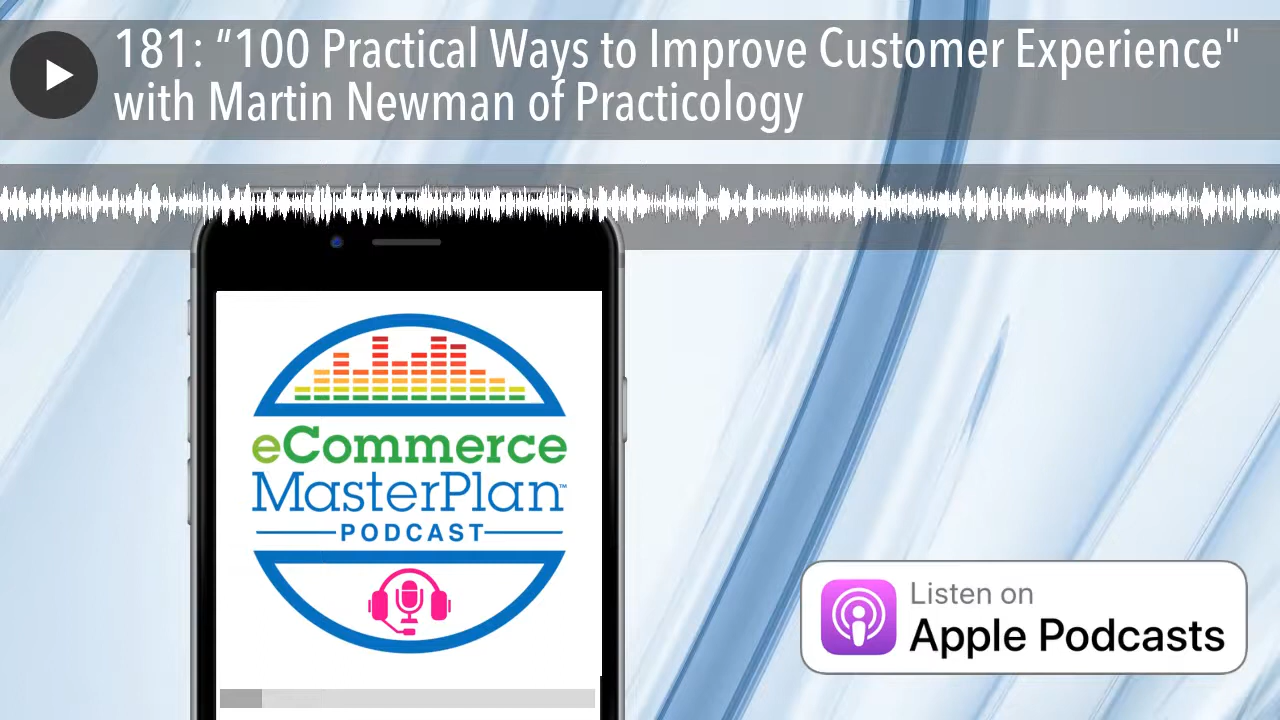 181: “100 Practical Ways to Improve Customer Experience"
with Martin Newman of Practicology
eCommerce
MasterPlan™
PODCAST
Listen on
Apple Podcasts